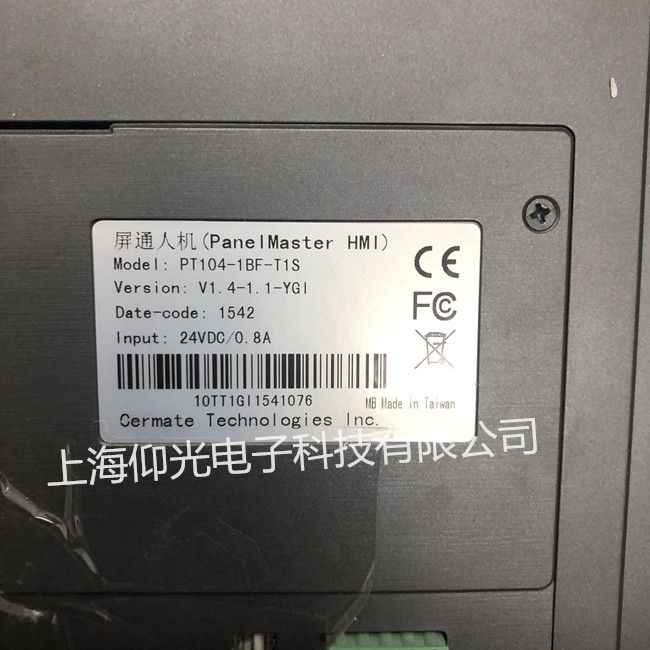 屏通人机(PanelMaster HMI)
Model: PT104-1BF-T1S
Version: V1.4-1.1-YGI
Date-code: 1542
Input: 24VDC/0.8A
CE
FC
10TT1GI1541076
MB Made in Taiwan
Cermate Technologies Inc.
上海仰光电子科技有限公司